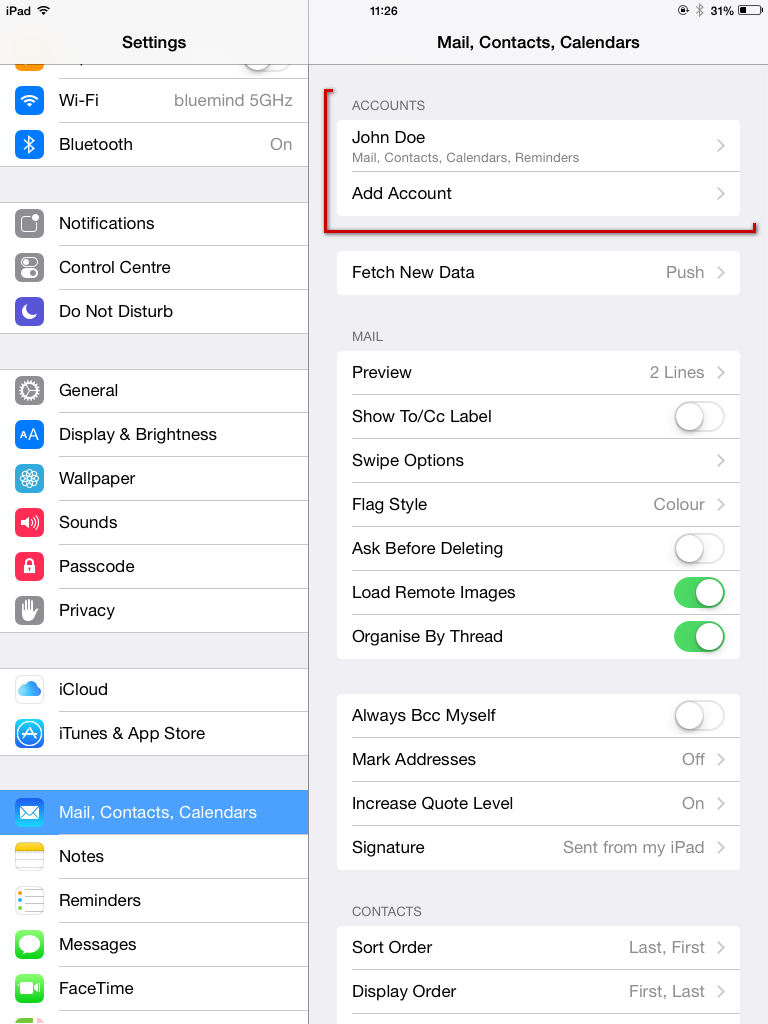 iPad 11:26 31%
Settings
Wi-Fi bluemind 5GHz
Bluetooth On
Notifications
Control Centre
Do Not Disturb
General
AA Display & Brightness
Wallpaper
Sounds
Passcode
Privacy
iCloud
iTunes & App Store
Mail, Contacts, Calendars
Notes
Reminders
Messages
FaceTime
Mail, Contacts, Calendars
ACCOUNTS
John Doe
Mail, Contacts, Calendars, Reminders
Add Account
Fetch New Data Push
MAIL
Preview 2 Lines
Show To/Cc Label
Swipe Options
Flag Style Colour
Ask Before Deleting
Load Remote Images
Organise By Thread
Always Bcc Myself
Mark Addresses Off
Increase Quote Level On
Signature Sent from my iPad
CONTACTS
Sort Order Last, First
Display Order First, Last